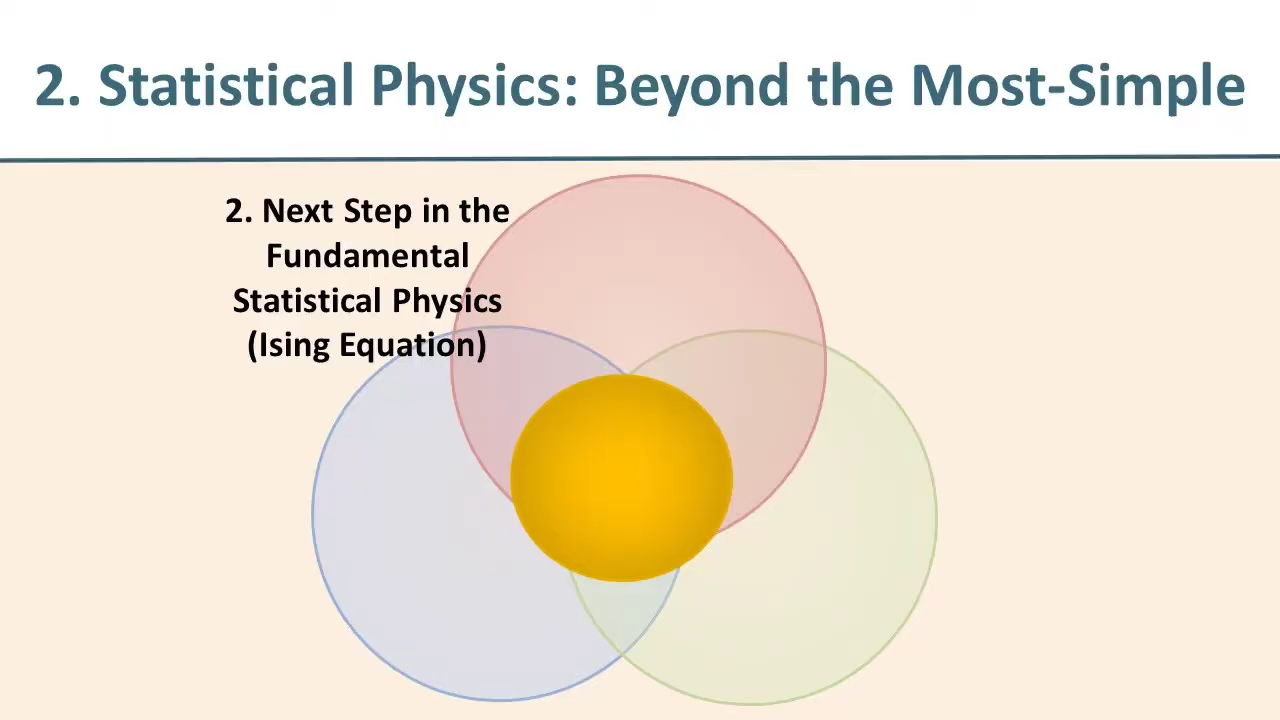 2. Statistical Physics: Beyond the Most-Simple
2. Next Step in the
Fundamental
Statistical Physics
(Ising Equation)